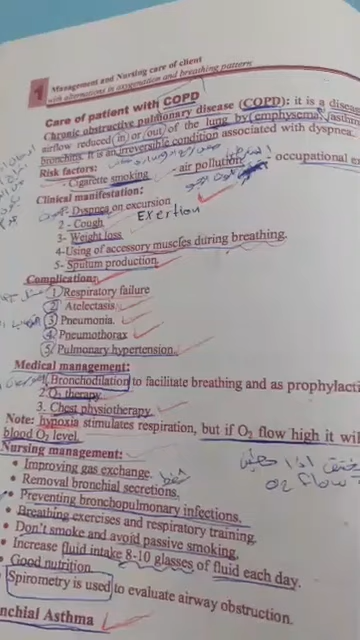 1
Management and Nursing care of client
with alternations in oxygenation and breathing pattern
Care of patient with COPD
Chronic obstructive pulmonary disease (COPD): it is a disea
airflow reduced in or out of the lung by (emphysema, asthm
bronchitis. It is an irreversible condition associated with dyspnea.
Risk factors:
- Cigarette smoking - air pollution - occupational ex
Clinical manifestation:
1- Dyspnea on excursion
Exertion
2 - Cough
3- Weight loss
4- Using of accessory muscles during breathing.
5- Sputum production
Complication:
1 Respiratory failure
2 Atelectasis
3 Pneumonia
4 Pneumothorax
5 Pulmonary hypertension.
Medical management:
1. Bronchodilation to facilitate breathing and as prophylacti
2. O₂ therapy
3. Chest physiotherapy
Note: hypoxia stimulates respiration, but if O₂ flow high it wil
blood O₂ level.
Nursing management:
• Improving gas exchange.
• Removal bronchial secretions. شفط
• Preventing bronchopulmonary infections.
• Breathing exercises and respiratory training.
• Don't smoke and avoid passive smoking.
• Increase fluid intake 8-10 glasses of fluid each day.
• Good nutrition
Spirometry is used to evaluate airway obstruction.
nchial Asthma
O₂ flow